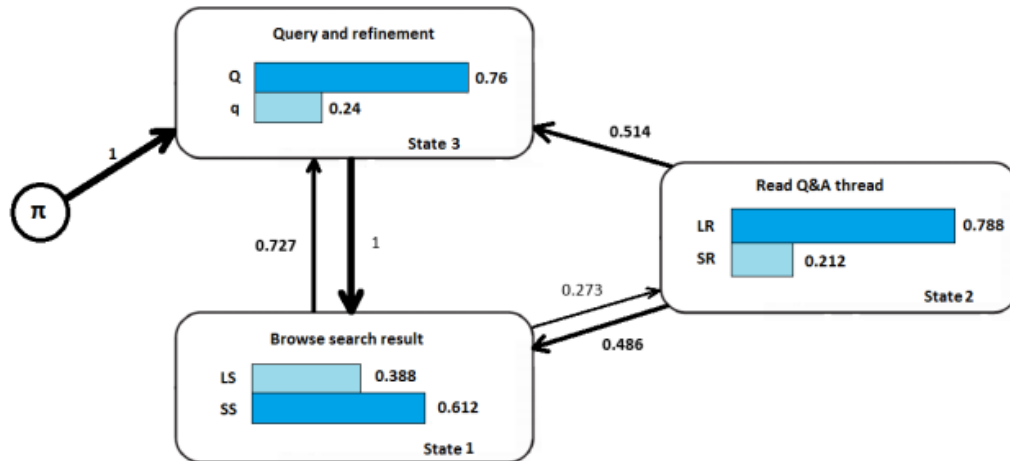 Query and refinement
Q 0.76
q 0.24
State 3
1
π
0.514
Read Q&A thread
LR 0.788
SR 0.212
State 2
0.727
1
0.273
0.486
Browse search result
LS 0.388
SS 0.612
State 1